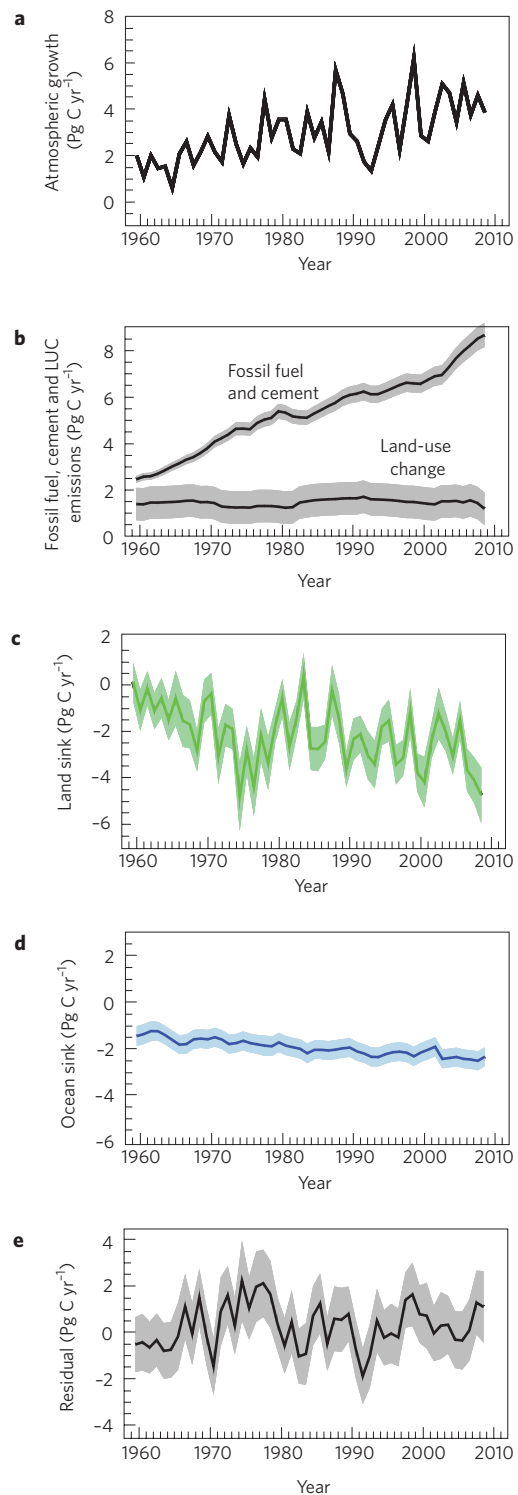 a
Atmospheric growth
(Pg C yr⁻¹)
8
6
4
2
0
1960 1970 1980 1990 2000 2010
Year
b
Fossil fuel, cement and LUC
emissions (Pg C yr⁻¹)
8
6
4
2
0
Fossil fuel
and cement
Land-use
change
1960 1970 1980 1990 2000 2010
Year
c
Land sink (Pg C yr⁻¹)
2
0
−2
−4
−6
1960 1970 1980 1990 2000 2010
Year
d
Ocean sink (Pg C yr⁻¹)
2
0
−2
−4
−6
1960 1970 1980 1990 2000 2010
Year
e
Residual (Pg C yr⁻¹)
4
2
0
−2
−4
1960 1970 1980 1990 2000 2010
Year